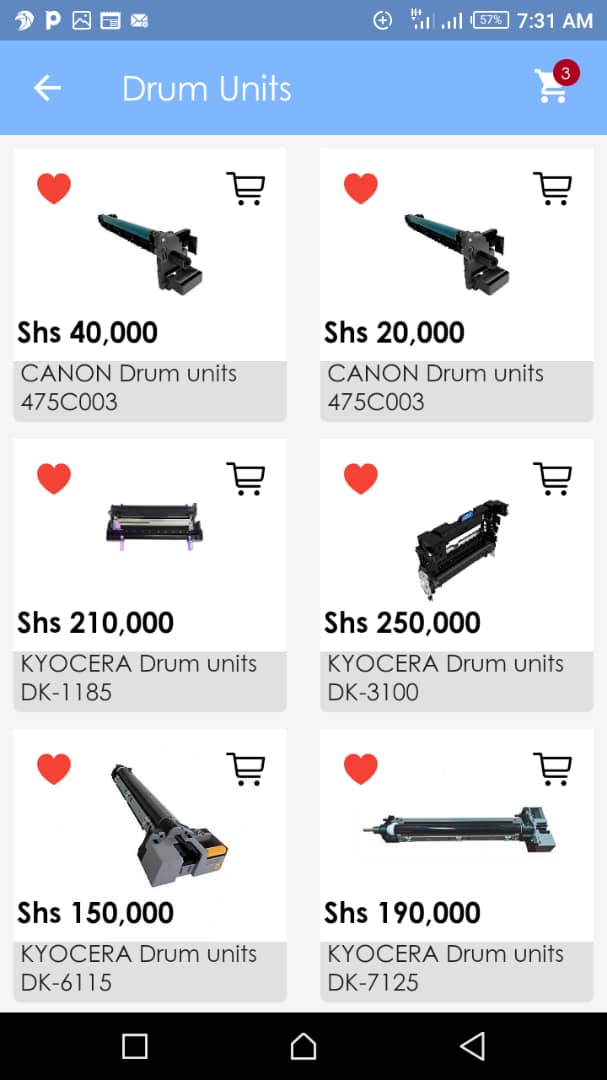 57% 7:31 AM
Drum Units
3
Shs 40,000
CANON Drum units
475C003
Shs 20,000
CANON Drum units
475C003
Shs 210,000
KYOCERA Drum units
DK-1185
Shs 250,000
KYOCERA Drum units
DK-3100
Shs 150,000
KYOCERA Drum units
DK-6115
Shs 190,000
KYOCERA Drum units
DK-7125